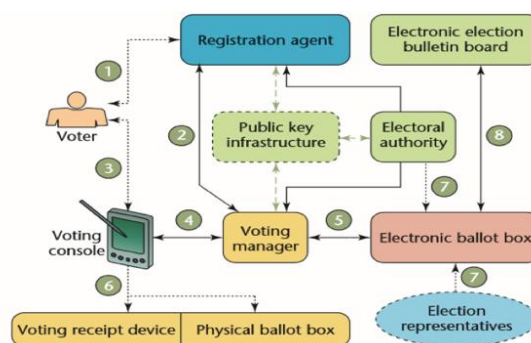 Registration agent
Electronic election
bulletin board
1
Voter
2
Public key
infrastructure
Electoral
authority
8
3
7
Voting
console
4
Voting
manager
5
Electronic ballot box
6
7
Voting receipt device
Physical ballot box
Election
representatives